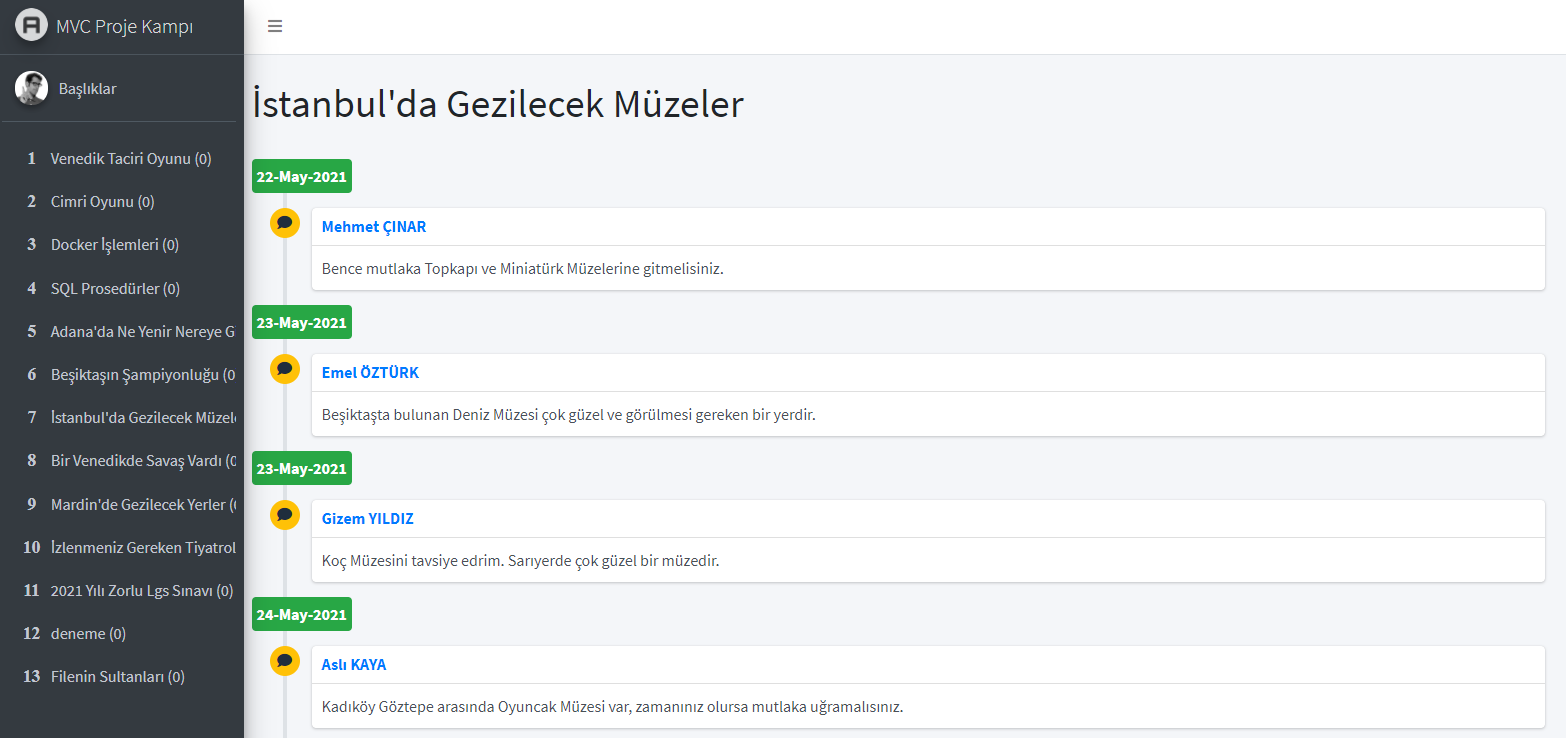 MVC Proje Kampı
Başlıklar
1 Venedik Taciri Oyunu (0)
2 Cimri Oyunu (0)
3 Docker İşlemleri (0)
4 SQL Prosedürler (0)
5 Adana'da Ne Yenir Nereye G
6 Beşiktaşın Şampiyonluğu (0
7 İstanbul'da Gezilecek Müzel
8 Bir Venedikde Savaş Vardı (0
9 Mardin'de Gezilecek Yerler (
10 İzlenmeniz Gereken Tiyatrol
11 2021 Yılı Zorlu Lgs Sınavı (0)
12 deneme (0)
13 Filenin Sultanları (0)
İstanbul'da Gezilecek Müzeler
22-May-2021
Mehmet ÇINAR
Bence mutlaka Topkapı ve Miniatürk Müzelerine gitmelisiniz.
23-May-2021
Emel ÖZTÜRK
Beşiktaşta bulunan Deniz Müzesi çok güzel ve görülmesi gereken bir yerdir.
23-May-2021
Gizem YILDIZ
Koç Müzesini tavsiye edrim. Sarıyerde çok güzel bir müzedir.
24-May-2021
Aslı KAYA
Kadıköy Göztepe arasında Oyuncak Müzesi var, zamanınız olursa mutlaka uğramalısınız.